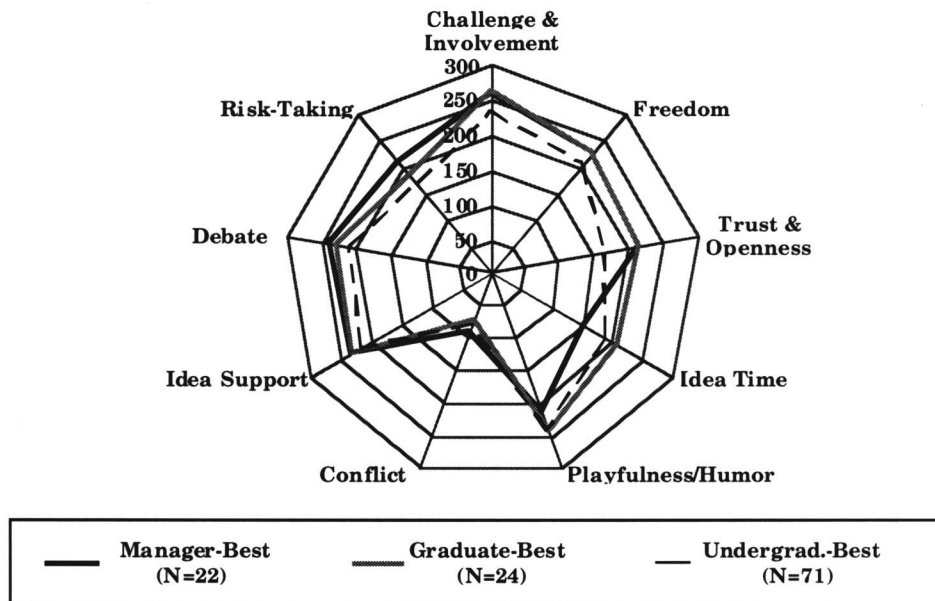 Challenge &
Involvement
300
250
200
150
100
50
0
Risk-Taking
Freedom
Debate
Trust &
Openness
Idea Support
Idea Time
Conflict
Playfulness/Humor
Manager-Best
(N=22)
Graduate-Best
(N=24)
Undergrad.-Best
(N=71)